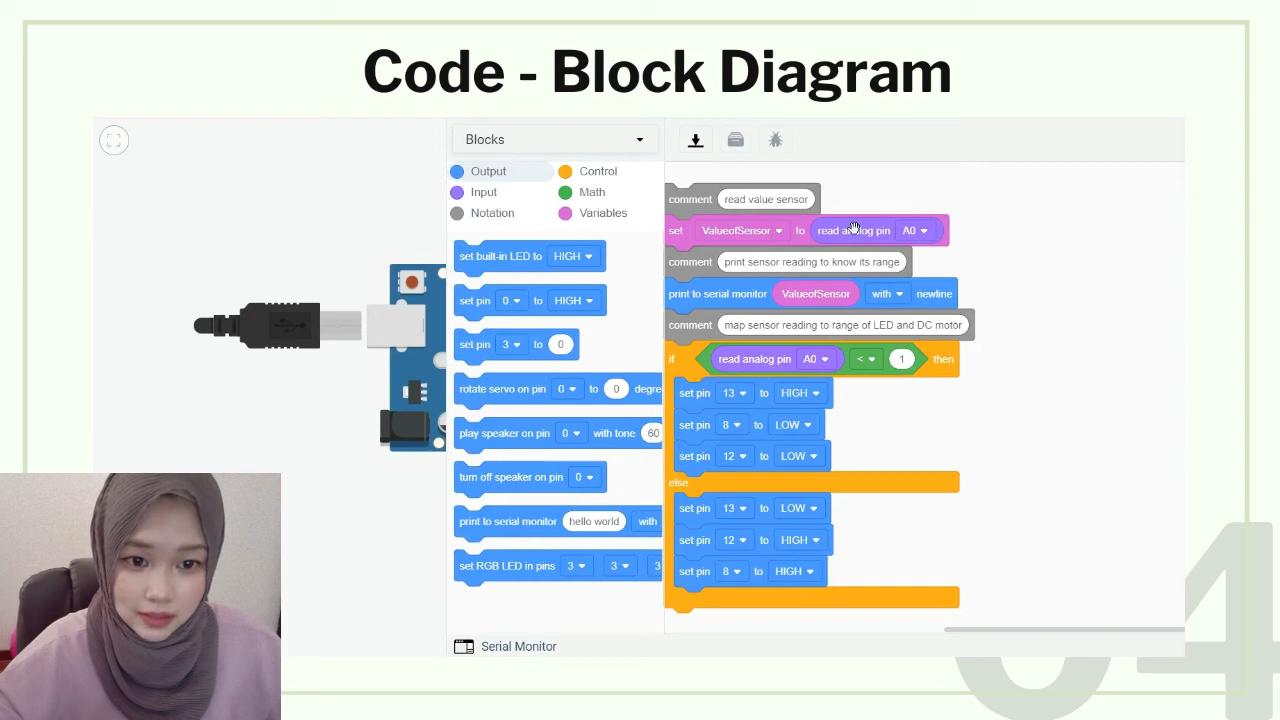 Code - Block Diagram
Blocks
Output
Control
Input
Math
Notation
Variables
set built-in LED to HIGH
set pin 0 to HIGH
set pin 3 to 0
rotate servo on pin 0 to 0 degre
play speaker on pin 0 with tone 60
turn off speaker on pin 0
print to serial monitor hello world with
set RGB LED in pins 3 3 3
Serial Monitor
comment read value sensor
set ValueofSensor to read analog pin A0
comment print sensor reading to know its range
print to serial monitor ValueofSensor with newline
comment map sensor reading to range of LED and DC motor
if read analog pin A0 < 1 then
set pin 13 to HIGH
set pin 8 to LOW
set pin 12 to LOW
else
set pin 13 to LOW
set pin 12 to HIGH
set pin 8 to HIGH
04